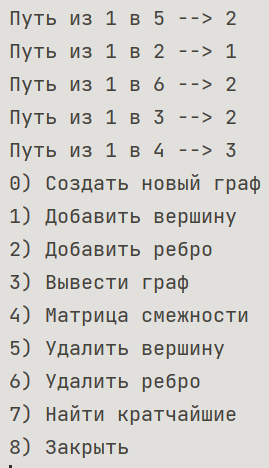 Путь из 1 в 5 --> 2
Путь из 1 в 2 --> 1
Путь из 1 в 6 --> 2
Путь из 1 в 3 --> 2
Путь из 1 в 4 --> 3
0) Создать новый граф
1) Добавить вершину
2) Добавить ребро
3) Вывести граф
4) Матрица смежности
5) Удалить вершину
6) Удалить ребро
7) Найти кратчайшие
8) Закрыть